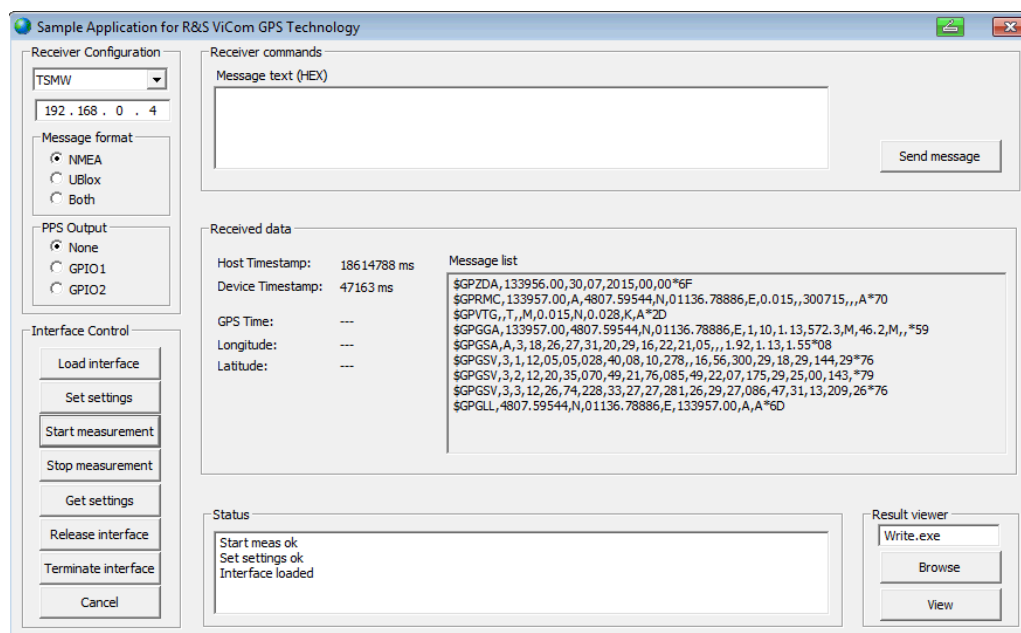 Sample Application for R&S ViCom GPS Technology
Receiver Configuration
TSMW
192 . 168 . 0 . 4
Message format
NMEA
UBlox
Both
PPS Output
None
GPIO1
GPIO2
Interface Control
Load interface
Set settings
Start measurement
Stop measurement
Get settings
Release interface
Terminate interface
Cancel
Receiver commands
Message text (HEX)
Send message
Received data
Host Timestamp: 18614788 ms
Device Timestamp: 47163 ms
GPS Time: ---
Longitude: ---
Latitude: ---
Message list
$GPZDA,133956.00,30,07,2015,00,00*6F
$GPRMC,133957.00,A,4807.59544,N,01136.78886,E,0.015,,300715,,,A*70
$GPVTG,,T,,M,0.015,N,0.028,K,A*2D
$GPGGA,133957.00,4807.59544,N,01136.78886,E,1,10,1.13,572.3,M,46.2,M,,*59
$GPGSA,A,3,18,26,27,31,20,29,16,22,21,05,,,1.92,1.13,1.55*08
$GPGSV,3,1,12,05,05,028,40,08,10,278,,16,56,300,29,18,29,144,29*76
$GPGSV,3,2,12,20,35,070,49,21,76,085,49,22,07,175,29,25,00,143,*79
$GPGSV,3,3,12,26,74,228,33,27,27,281,26,29,27,086,47,31,13,209,26*76
$GPGLL,4807.59544,N,01136.78886,E,133957.00,A,A*6D
Status
Start meas ok
Set settings ok
Interface loaded
Result viewer
Write.exe
Browse
View